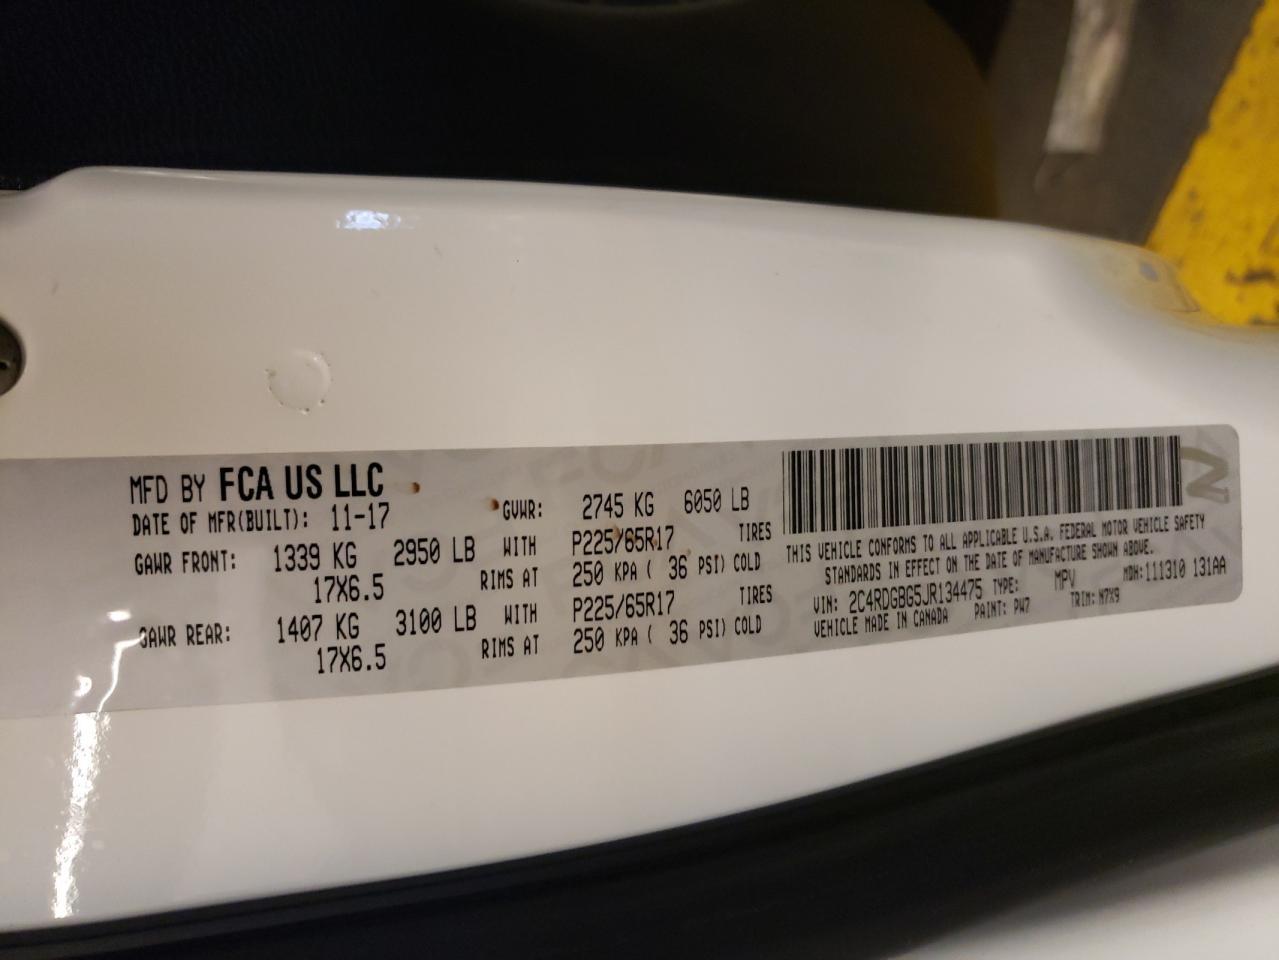 MFD BY FCA US LLC
DATE OF MFR(BUILT): 11-17 GVWR: 2745 KG 6050 LB
GAWR FRONT: 1339 KG 2950 LB WITH P225/65R17 TIRES
17X6.5 RIMS AT 250 KPA ( 36 PSI) COLD
GAWR REAR: 1407 KG 3100 LB WITH P225/65R17 TIRES
17X6.5 RIMS AT 250 KPA ( 36 PSI) COLD
THIS VEHICLE CONFORMS TO ALL APPLICABLE U.S.A. FEDERAL MOTOR VEHICLE SAFETY
STANDARDS IN EFFECT ON THE DATE OF MANUFACTURE SHOWN ABOVE.
MDH:111310 131AA
VIN: 2C4RDGBG5JR134475 TYPE: MPV
VEHICLE MADE IN CANADA PAINT: PW7 TRIM: M7X9